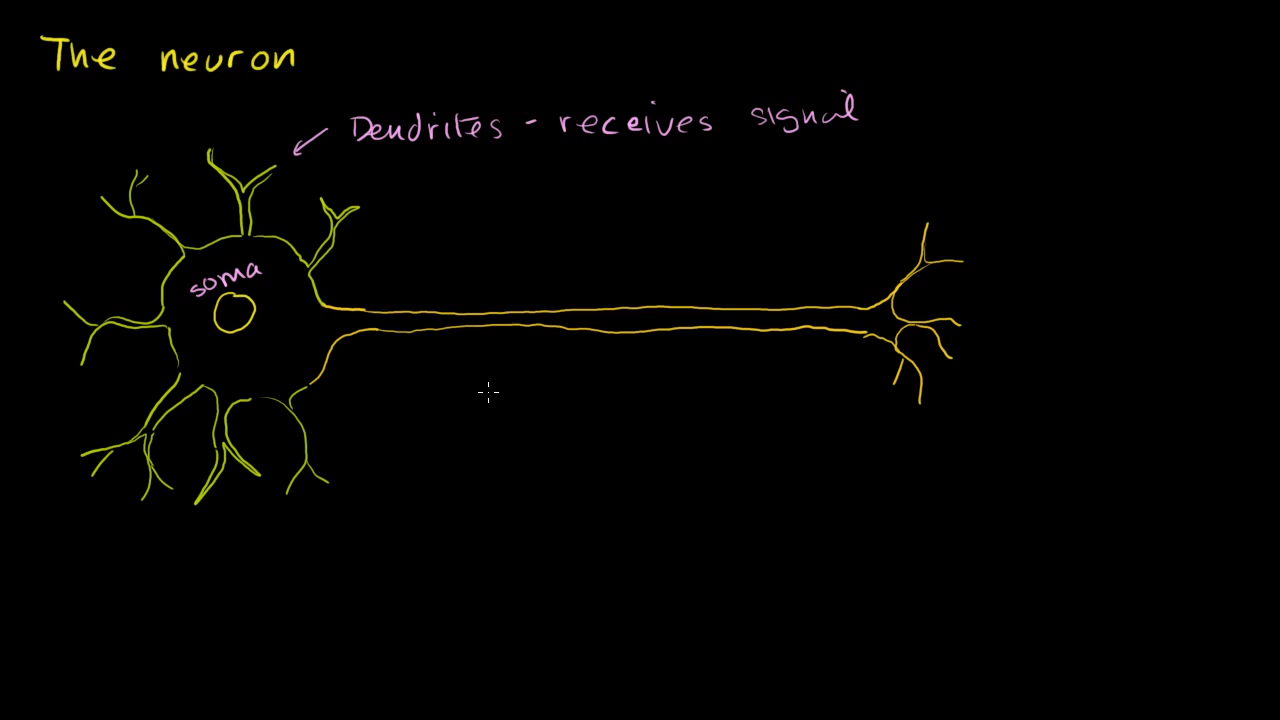 The neuron
Dendrites - receives signal
soma